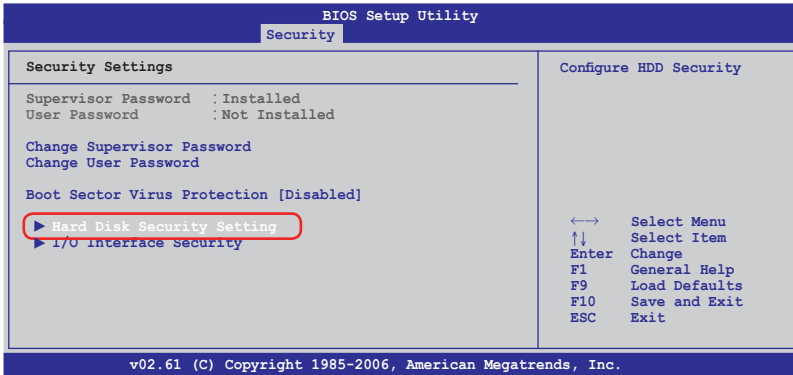 BIOS Setup Utility
Security
Security Settings
Supervisor Password : Installed
User Password : Not Installed
Change Supervisor Password
Change User Password
Boot Sector Virus Protection [Disabled]
▶ Hard Disk Security Setting
▶ I/O Interface Security
Configure HDD Security
←→ Select Menu
↑↓ Select Item
Enter Change
F1 General Help
F9 Load Defaults
F10 Save and Exit
ESC Exit
v02.61 (C) Copyright 1985-2006, American Megatrends, Inc.